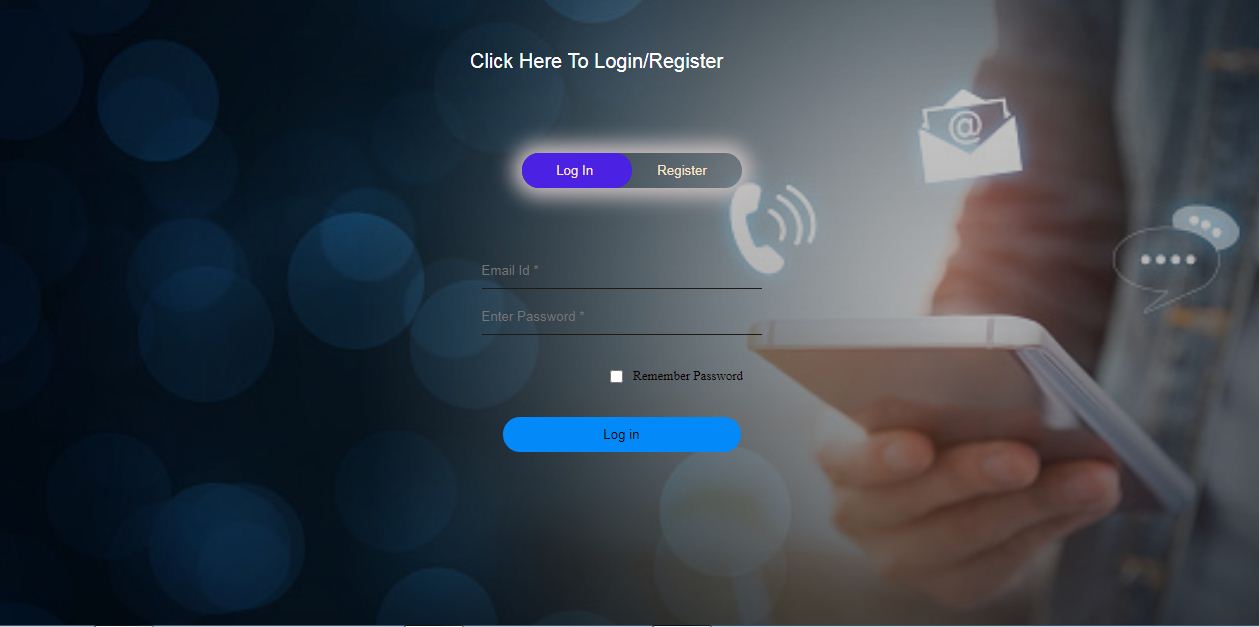 Click Here To Login/Register
Log In Register
@
Email Id *
Enter Password *
Remember Password
Log in